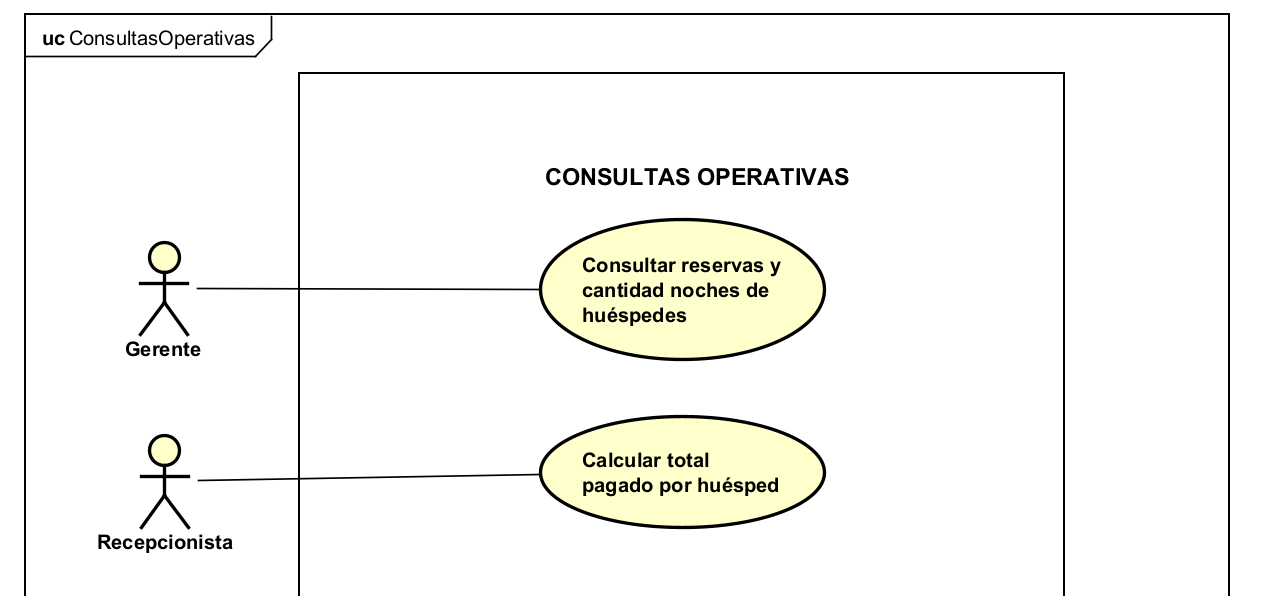 uc ConsultasOperativas
CONSULTAS OPERATIVAS
Consultar reservas y
cantidad noches de
huéspedes
Gerente
Calcular total
pagado por huésped
Recepcionista